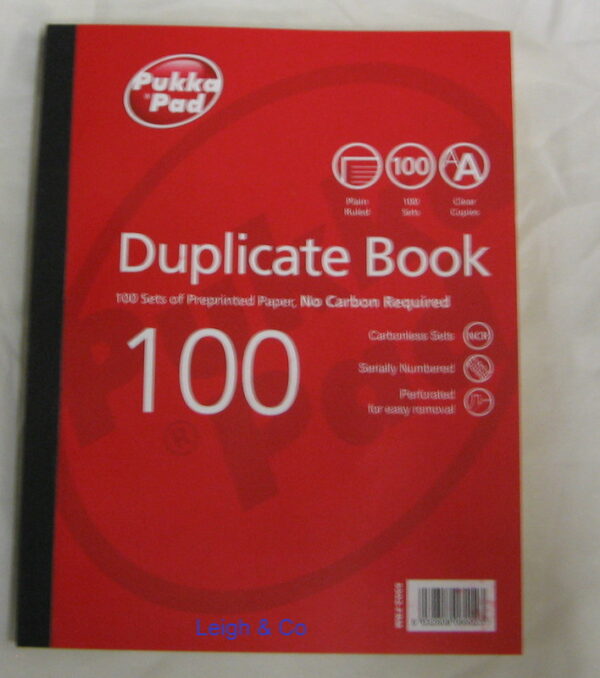 Pukka
Pad
100
A A
Plain
Ruled
100
Sets
Clear
Copies
Duplicate Book
100 Sets of Preprinted Paper, No Carbon Required
100
Carbonless Sets
NCR
Serially Numbered
Perforated
for easy removal
®
Leigh & Co